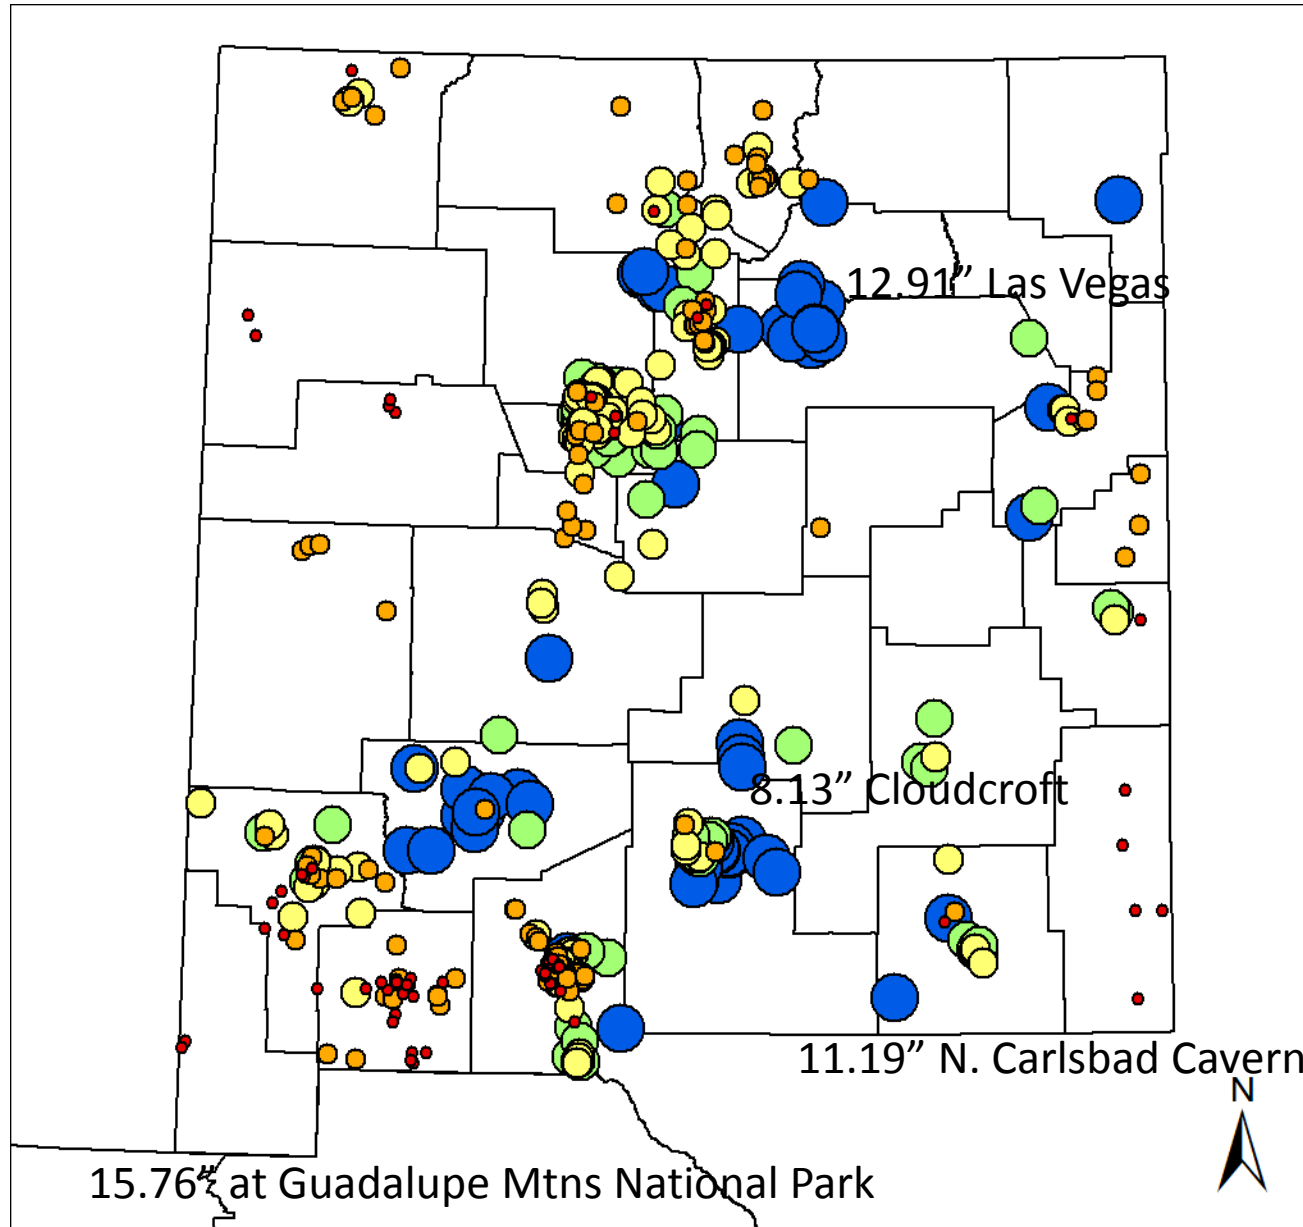 12.91” Las Vegas
8.13” Cloudcroft
11.19” N. Carlsbad Cavern
N
15.76” at Guadalupe Mtns National Park